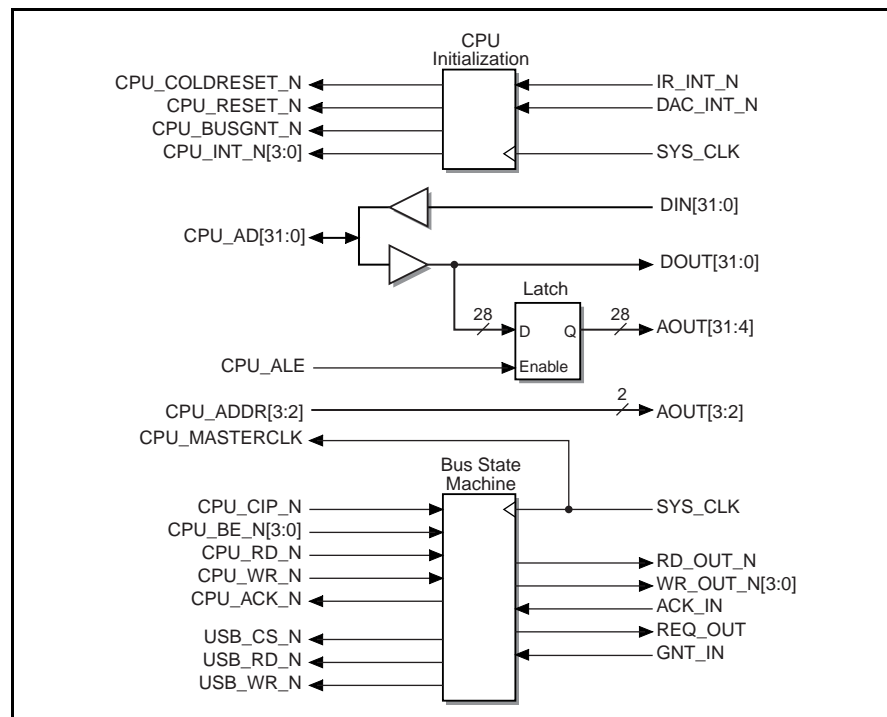 CPU
Initialization
CPU_COLDRESET_N
IR_INT_N
CPU_RESET_N
DAC_INT_N
CPU_BUSGNT_N
CPU_INT_N[3:0]
SYS_CLK
DIN[31:0]
CPU_AD[31:0]
DOUT[31:0]
Latch
28
D
Q
28
AOUT[31:4]
CPU_ALE
Enable
CPU_ADDR[3:2]
2
AOUT[3:2]
CPU_MASTERCLK
Bus State
Machine
CPU_CIP_N
SYS_CLK
CPU_BE_N[3:0]
CPU_RD_N
RD_OUT_N
CPU_WR_N
WR_OUT_N[3:0]
CPU_ACK_N
ACK_IN
REQ_OUT
USB_CS_N
GNT_IN
USB_RD_N
USB_WR_N